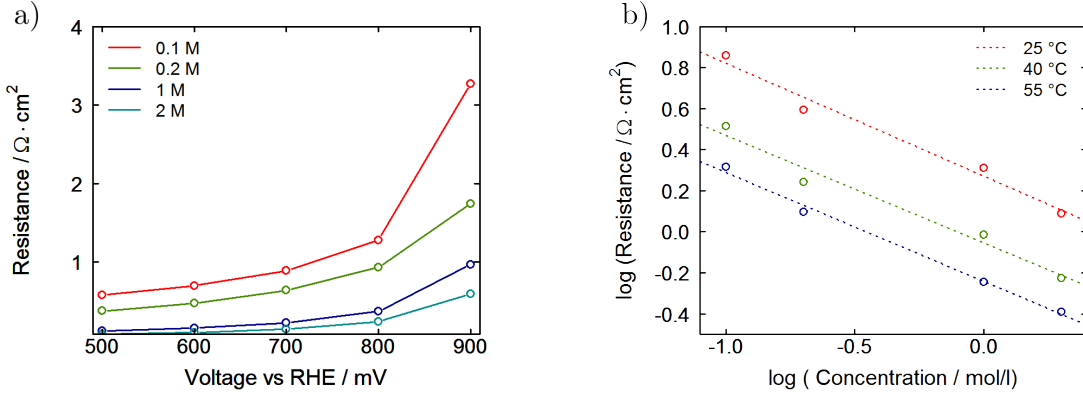 a)
Resistance / Ω · cm²
4
3
2
1
0.1 M
0.2 M
1 M
2 M
500 600 700 800 900
Voltage vs RHE / mV
b)
log (Resistance / Ω · cm²)
1.0
0.8
0.6
0.4
0.2
0.0
-0.2
-0.4
25 °C
40 °C
55 °C
-1.0 -0.5 0.0
log ( Concentration / mol/l)